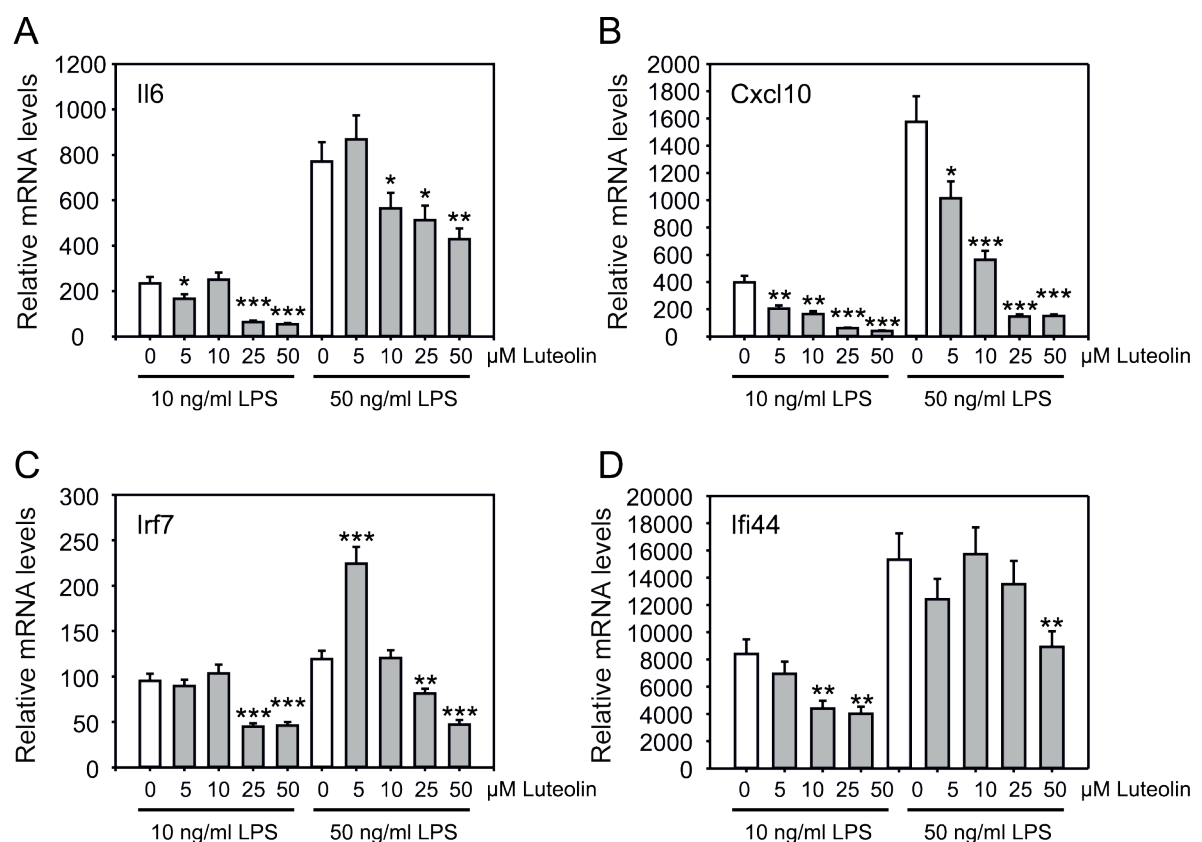 A
Il6
Relative mRNA levels
1200
1000
800
600
400
200
0
*
***
***
*
*
**
0 5 10 25 50 0 5 10 25 50 µM Luteolin
10 ng/ml LPS 50 ng/ml LPS
B
Cxcl10
Relative mRNA levels
2000
1800
1600
1400
1200
1000
800
600
400
200
0
**
**
***
***
*
***
***
***
0 5 10 25 50 0 5 10 25 50 µM Luteolin
10 ng/ml LPS 50 ng/ml LPS
C
Irf7
Relative mRNA levels
300
250
200
150
100
50
0
***
***
***
**
***
0 5 10 25 50 0 5 10 25 50 µM Luteolin
10 ng/ml LPS 50 ng/ml LPS
D
Ifi44
Relative mRNA levels
20000
18000
16000
14000
12000
10000
8000
6000
4000
2000
0
**
**
**
0 5 10 25 50 0 5 10 25 50 µM Luteolin
10 ng/ml LPS 50 ng/ml LPS